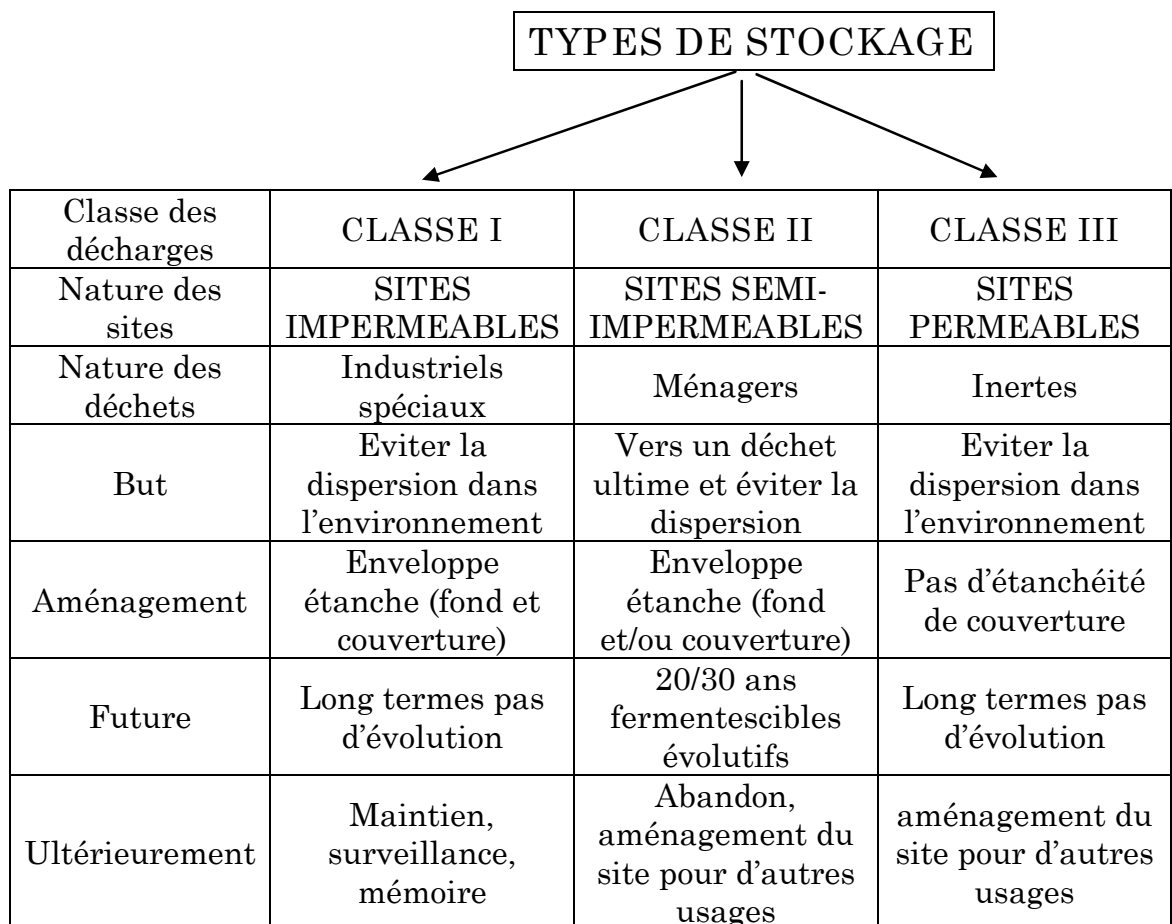 TYPES DE STOCKAGE
Classe des
décharges
CLASSE I
CLASSE II
CLASSE III
Nature des
sites
SITES
IMPERMEABLES
SITES SEMI-
IMPERMEABLES
SITES
PERMEABLES
Nature des
déchets
Industriels
spéciaux
Ménagers
Inertes
But
Eviter la
dispersion dans
l'environnement
Vers un déchet
ultime et éviter la
dispersion
Eviter la
dispersion dans
l'environnement
Aménagement
Enveloppe
étanche (fond et
couverture)
Enveloppe
étanche (fond
et/ou couverture)
Pas d'étanchéité
de couverture
Future
Long termes pas
d'évolution
20/30 ans
fermentescibles
évolutifs
Long termes pas
d'évolution
Ultérieurement
Maintien,
surveillance,
mémoire
Abandon,
aménagement du
site pour d'autres
usages
aménagement du
site pour d'autres
usages